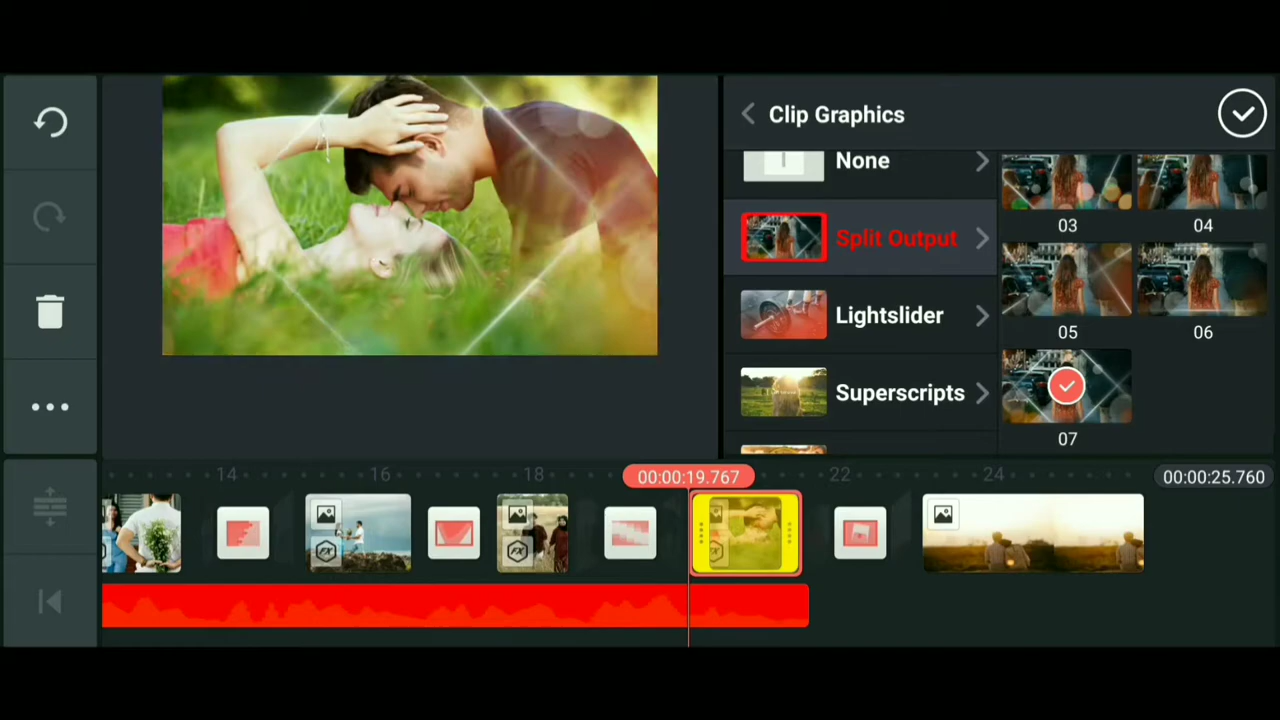 Clip Graphics
None
Split Output
Lightslider
Superscripts
03
04
05
06
07
14
16
18
00:00:19.767
22
24
00:00:25.760